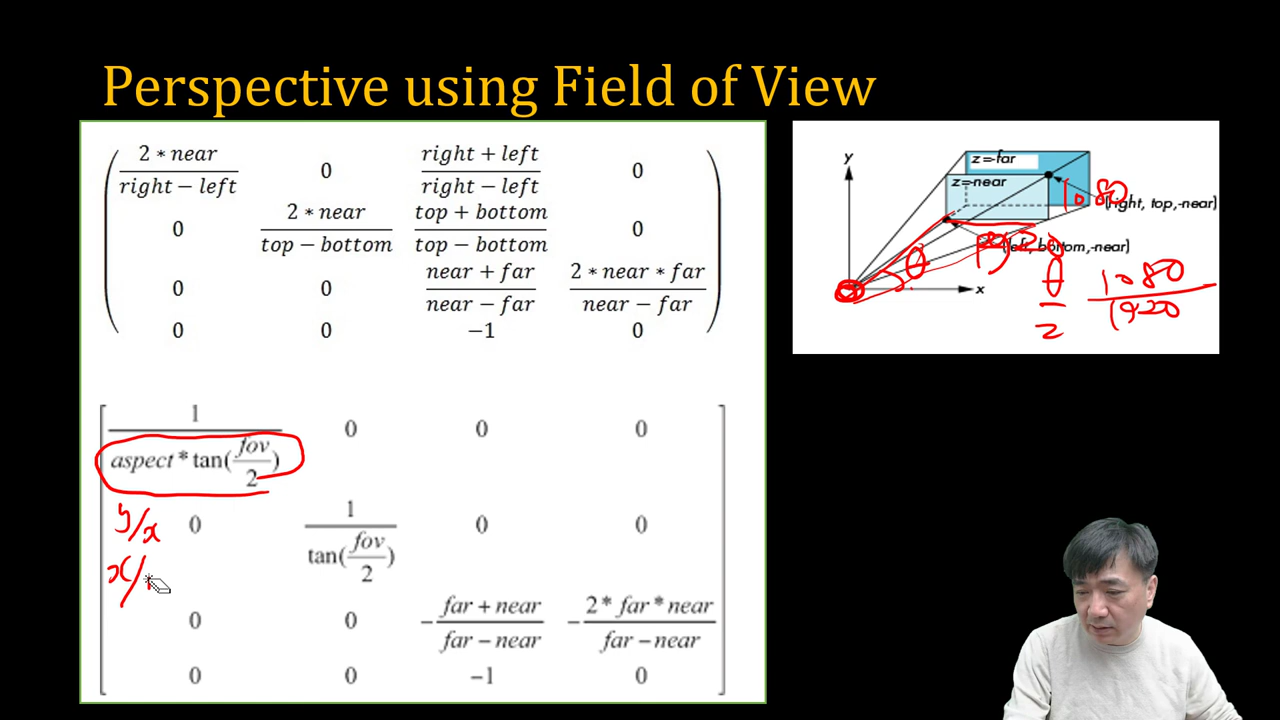 Perspective using Field of View
2 * near
right + left
right − left
0
right − left
0
2 * near
top + bottom
0
top − bottom
top − bottom
0
near + far
2 * near * far
0
0
near − far
near − far
0
0
−1
0
1
0
0
0
aspect * tan(fov/2)
y/x
0
1
tan(fov/2)
0
0
x/
0
0
− far + near
far − near
− 2 * far * near
far − near
0
0
−1
0
Y
z=-far
z=-near
1080
(right, top,-near)
(left, bottom,-near)
1920
θ
x
θ
2
1080
1920